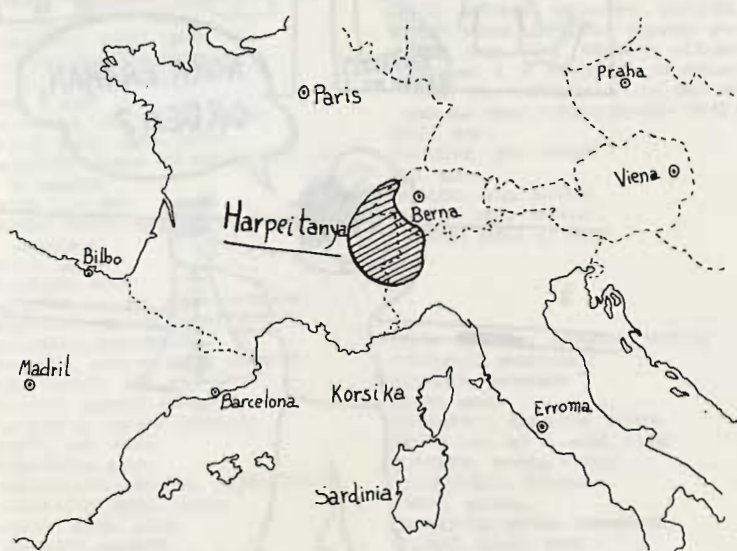 Praha
Paris
Viena
Berna
Harpeitanya
Bilbo
Madril
Barcelona
Korsika
Erroma
Sardinia